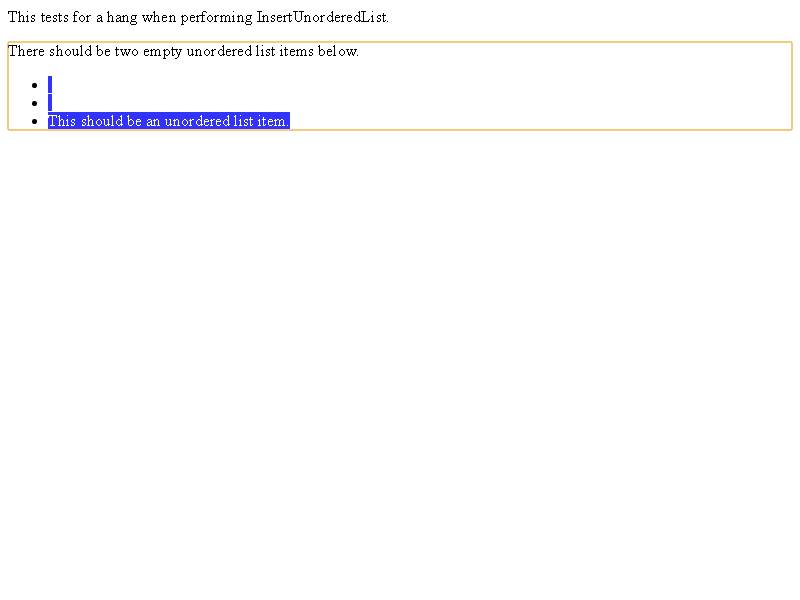 This tests for a hang when performing InsertUnorderedList.
There should be two empty unordered list items below.
This should be an unordered list item.